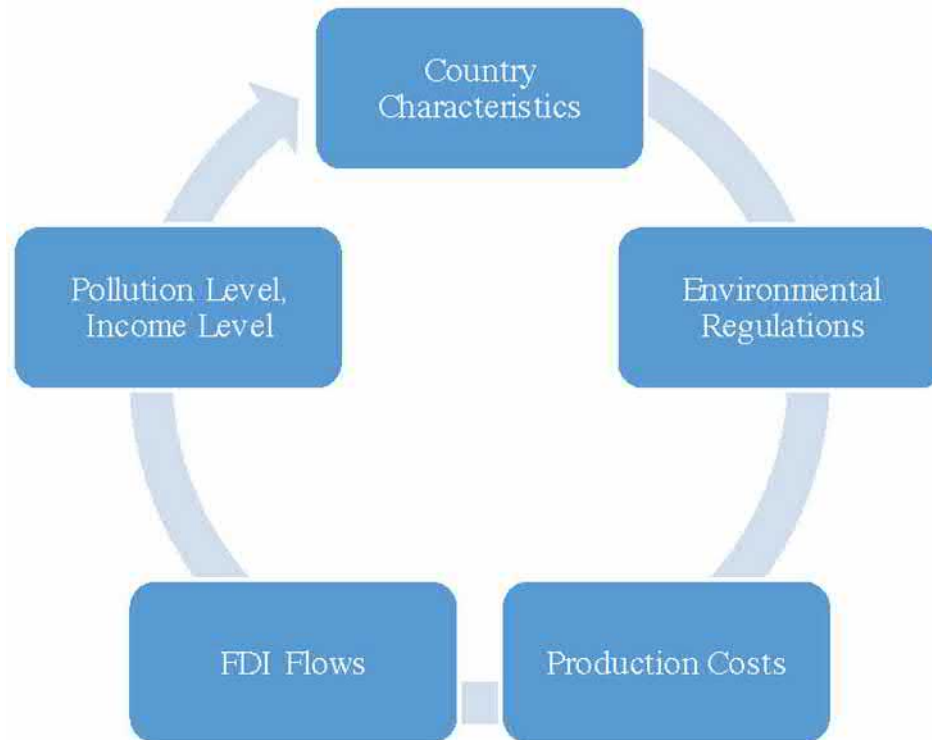 Country
Characteristics
Environmental
Regulations
Production Costs
FDI Flows
Pollution Level,
Income Level